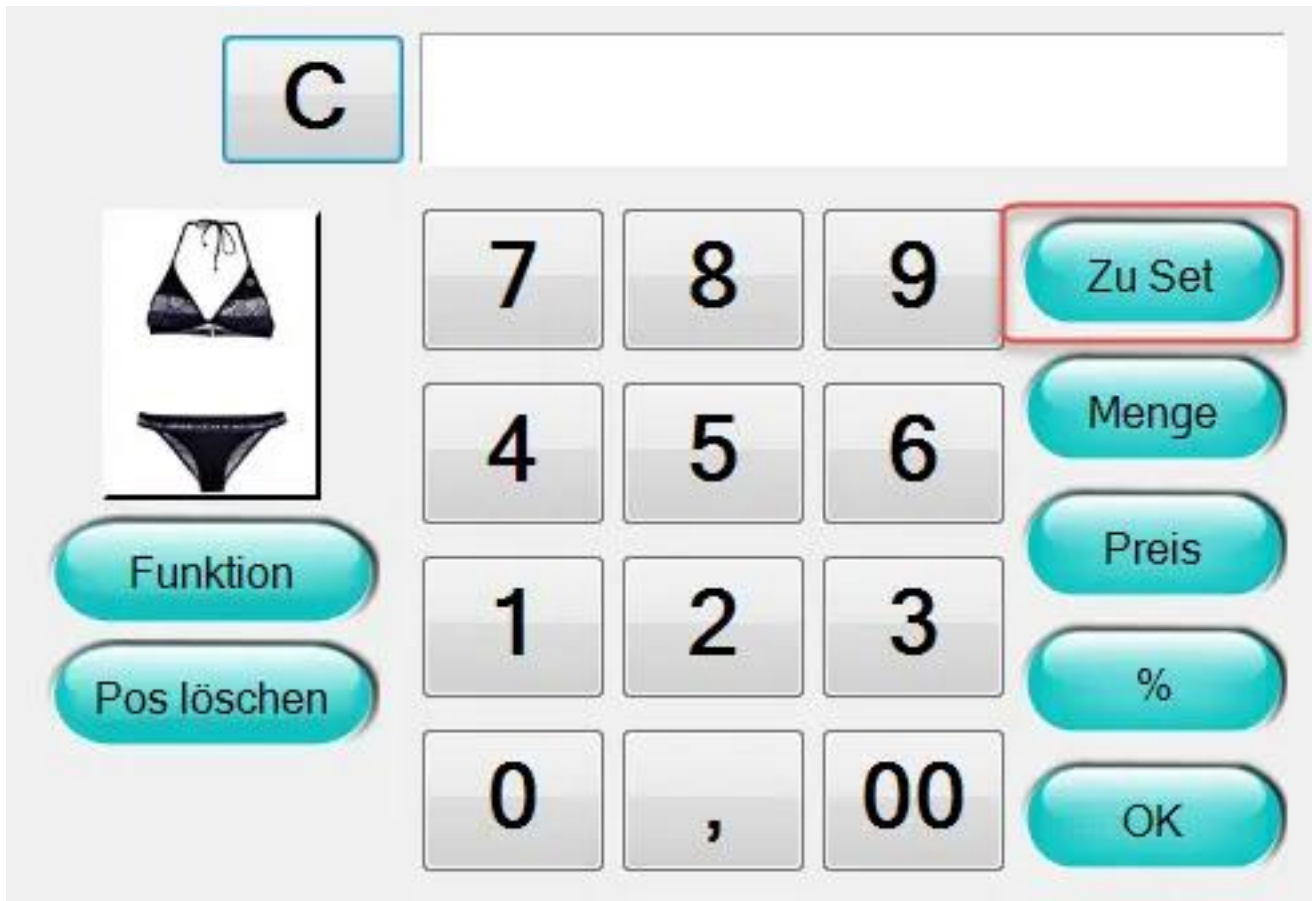 C
7 8 9 Zu Set
4 5 6 Menge
Funktion
1 2 3 Preis
Pos löschen
%
0 , 00 OK